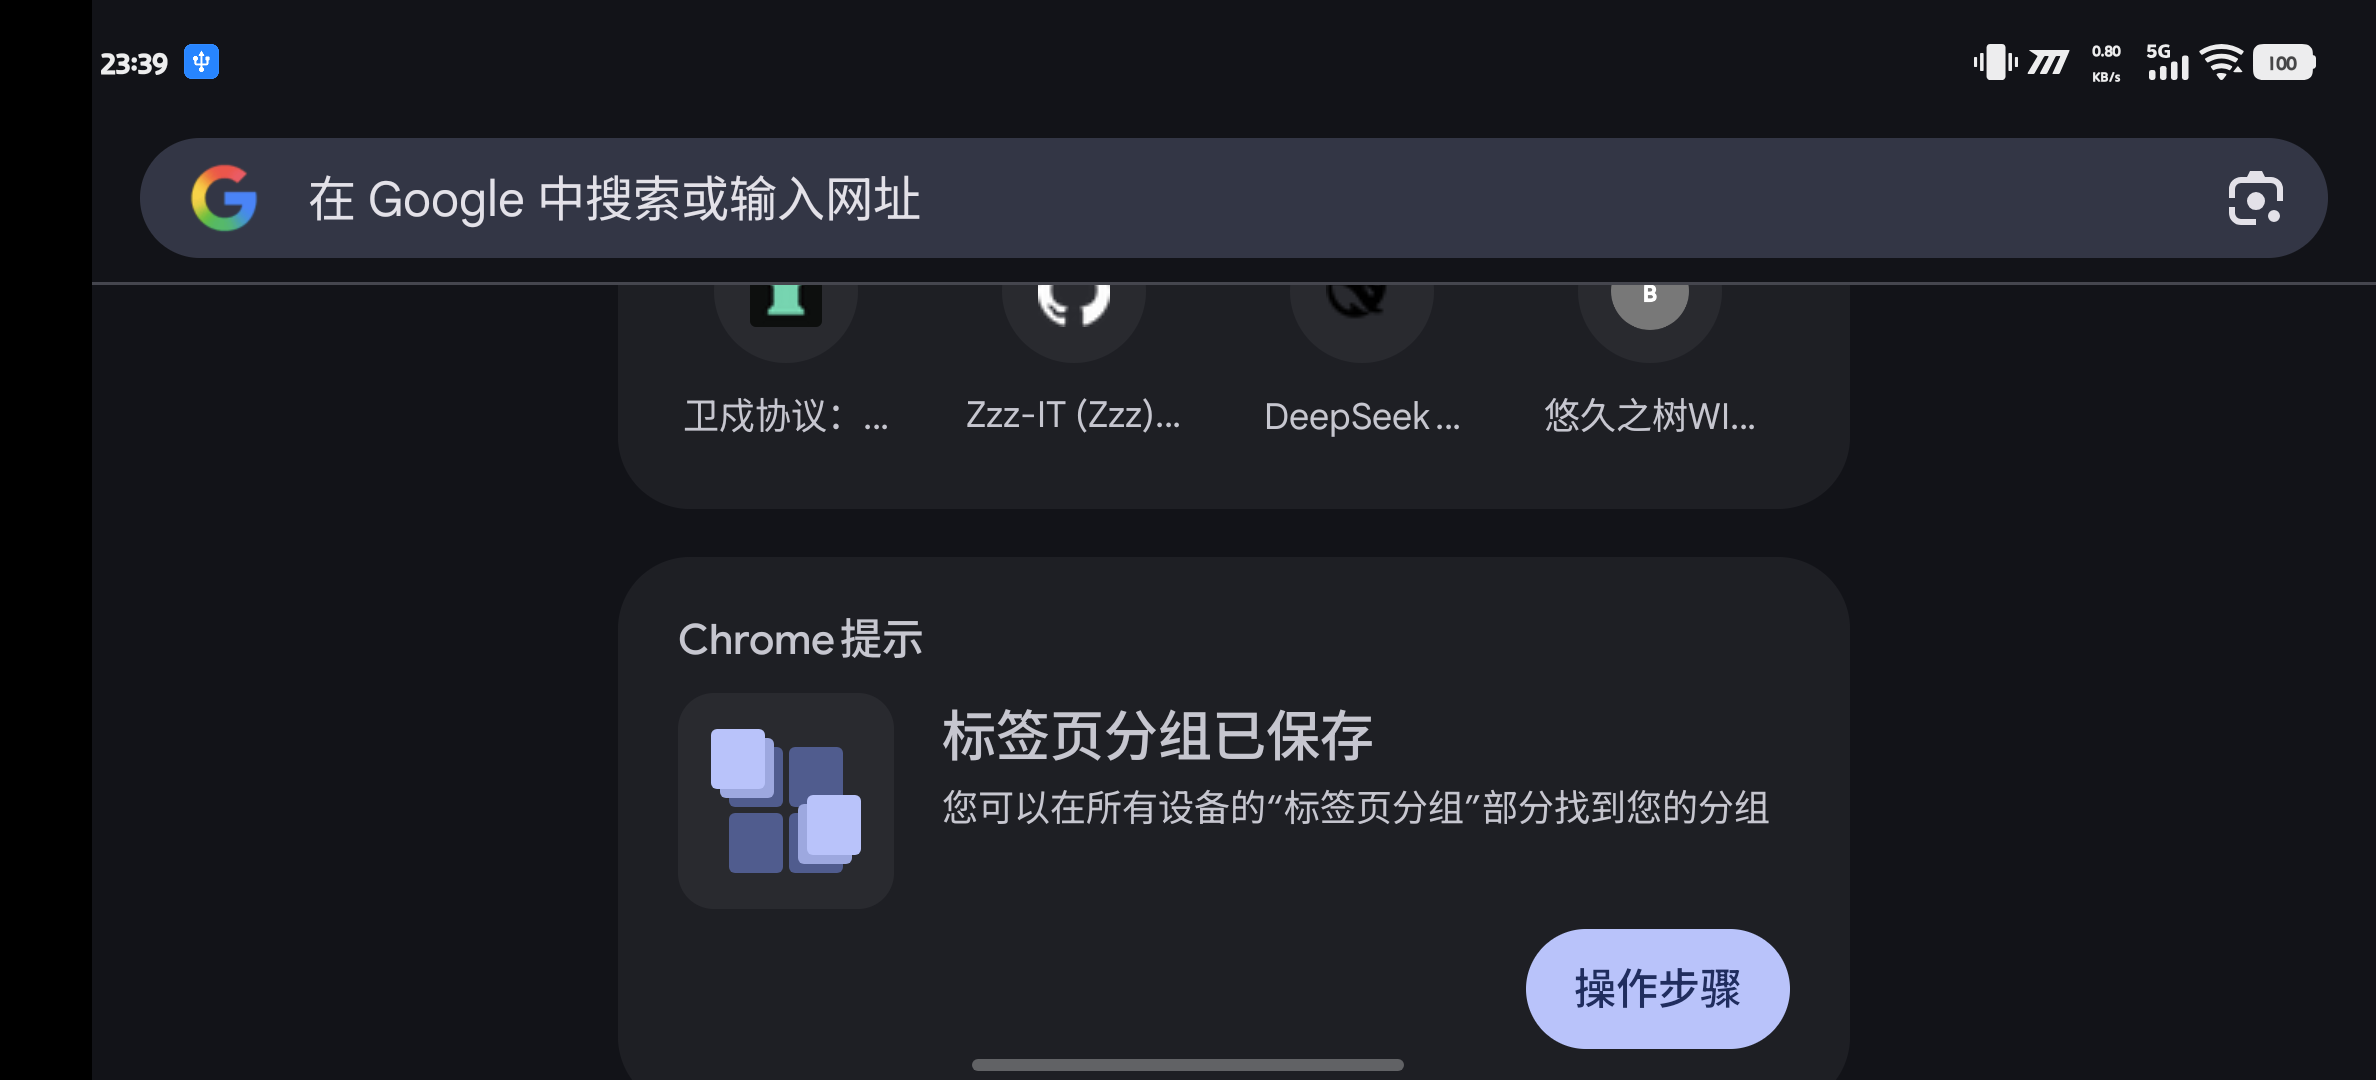 23:39
0.80
KB/s
5G
100
在 Google 中搜索或输入网址
B
卫戍协议：...
Zzz-IT (Zzz)...
DeepSeek...
悠久之树WI...
Chrome提示
标签页分组已保存
您可以在所有设备的“标签页分组”部分找到您的分组
操作步骤